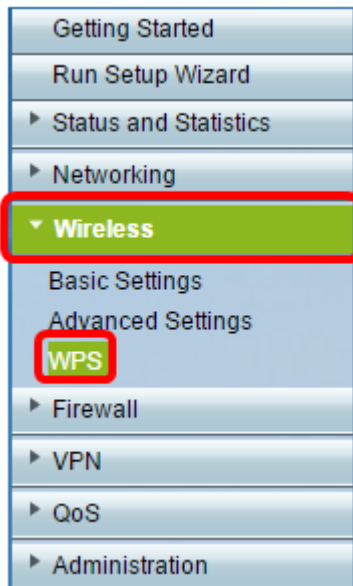 Getting Started
Run Setup Wizard
Status and Statistics
Networking
Wireless
Basic Settings
Advanced Settings
WPS
Firewall
VPN
QoS
Administration